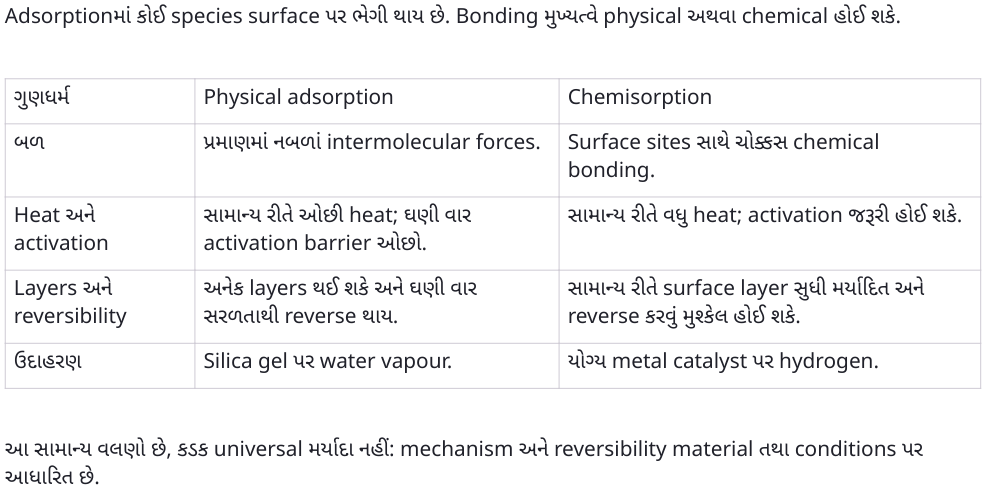 Adsorptionમાં કોઈ species surface પર ભેગી થાય છે. Bonding મુખ્યત્વે physical અથવા chemical હોઈ શકે.
ગુણધર્મ Physical adsorption Chemisorption
બળ પ્રમાણમાં નબળાં intermolecular forces. Surface sites સાથે ચોક્કસ chemical
bonding.
Heat અને સામાન્ય રીતે ઓછી heat; ઘણી વાર સામાન્ય રીતે વધુ heat; activation જરૂરી હોઈ શકે.
activation activation barrier ઓછો.
Layers અને અનેક layers થઈ શકે અને ઘણી વાર સામાન્ય રીતે surface layer સુધી મર્યાદિત અને
reversibility સરળતાથી reverse થાય. reverse કરવું મુશ્કેલ હોઈ શકે.
ઉદાહરણ Silica gel પર water vapour. યોગ્ય metal catalyst પર hydrogen.
આ સામાન્ય વલણો છે, કડક universal મર્યાદા નહીં: mechanism અને reversibility material તથા conditions પર
આધારિત છે.